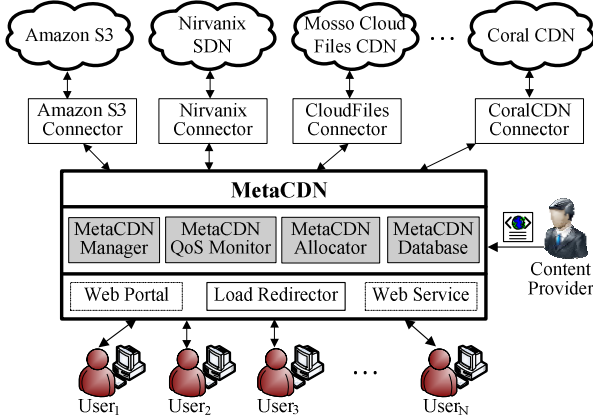 Amazon S3
Nirvanix
SDN
Mosso Cloud
Files CDN
...
Coral CDN
Amazon S3
Connector
Nirvanix
Connector
CloudFiles
Connector
CoralCDN
Connector
MetaCDN
MetaCDN
Manager
MetaCDN
QoS Monitor
MetaCDN
Allocator
MetaCDN
Database
Content
Provider
Web Portal
Load Redirector
Web Service
...
User1
User2
User3
UserN